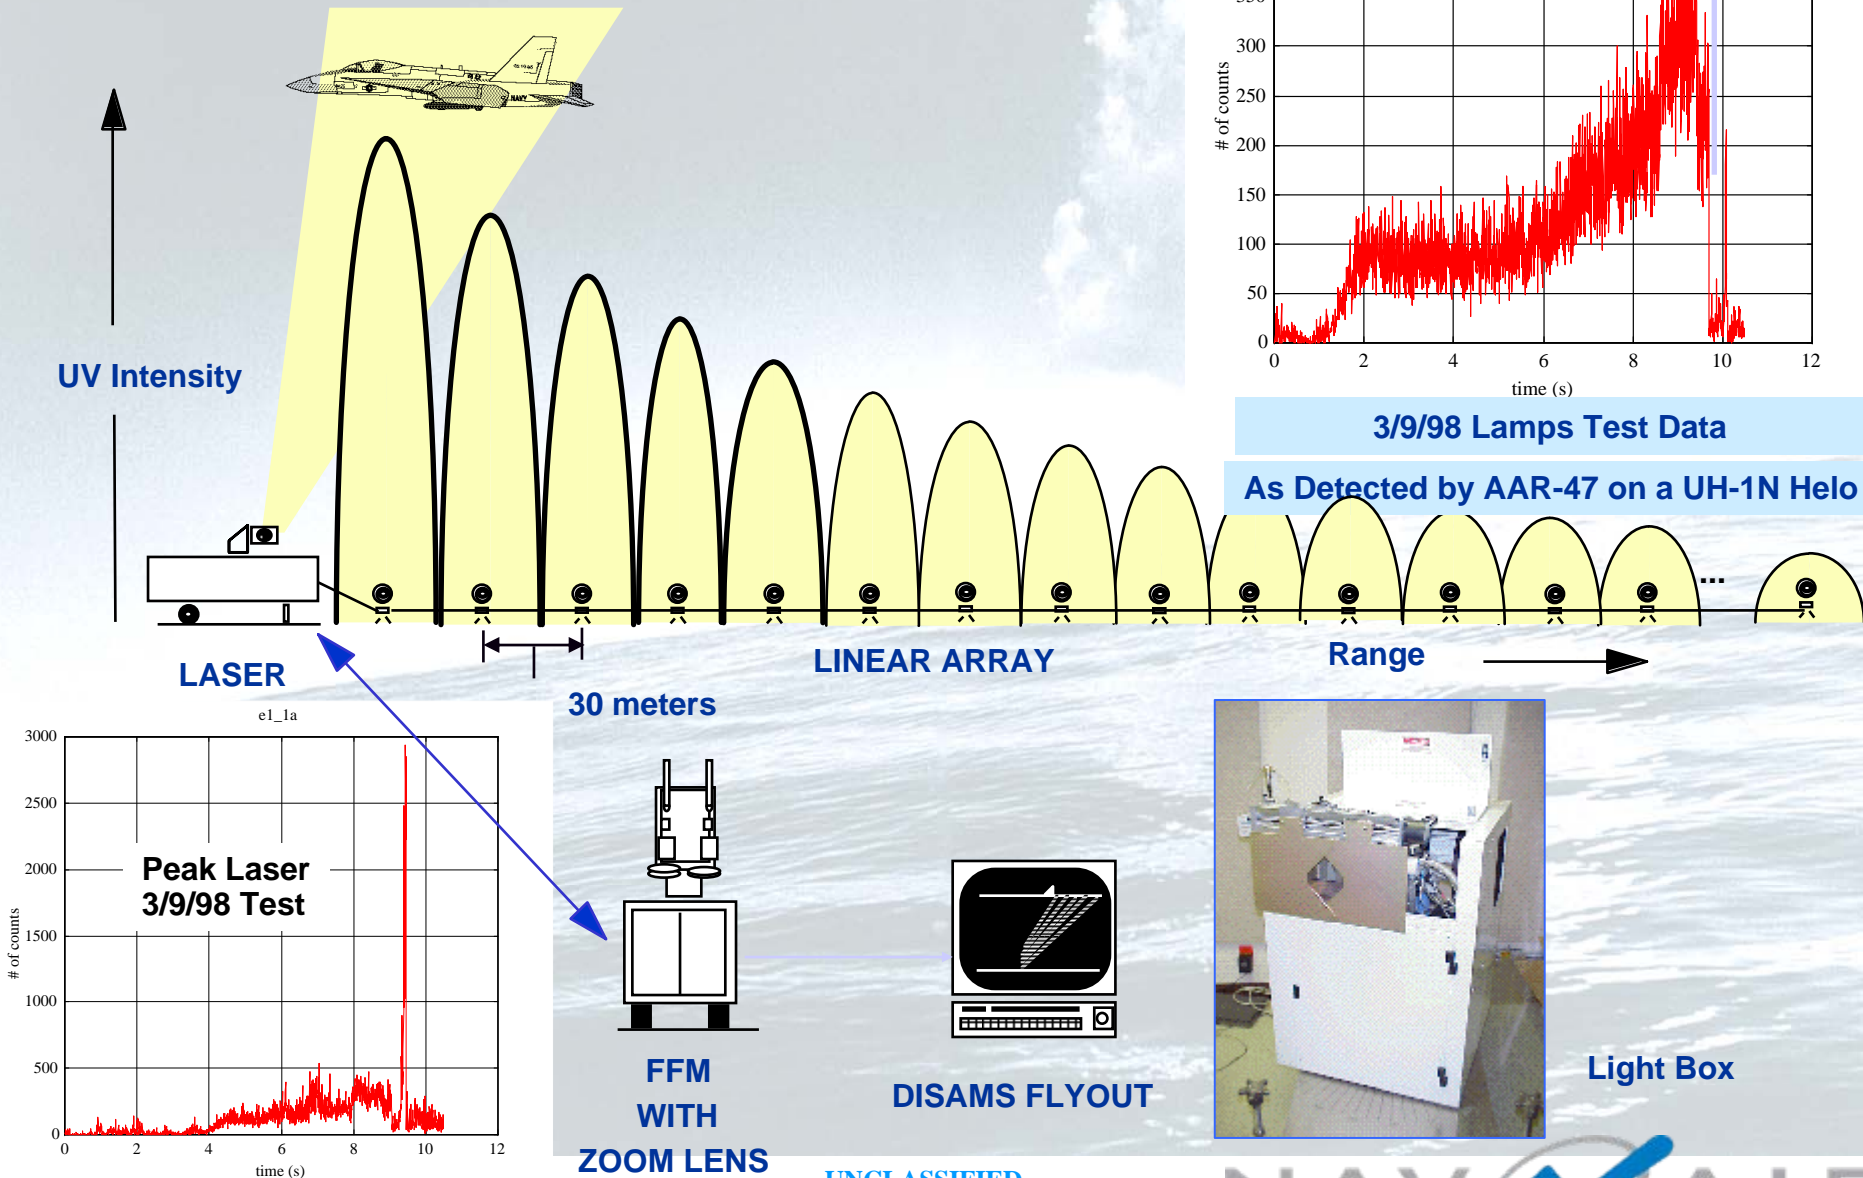 350
300
250
200
150
100
50
0
# of counts
0 2 4 6 8 10 12
time (s)
NAVY
UV Intensity
3/9/98 Lamps Test Data
As Detected by AAR-47 on a UH-1N Helo
...
LASER
LINEAR ARRAY
Range
30 meters
e1_1a
3000
2500
2000
1500
1000
500
0
# of counts
Peak Laser
3/9/98 Test
0 2 4 6 8 10 12
time (s)
FFM
WITH
ZOOM LENS
DISAMS FLYOUT
Light Box
UNCLASSIFIED